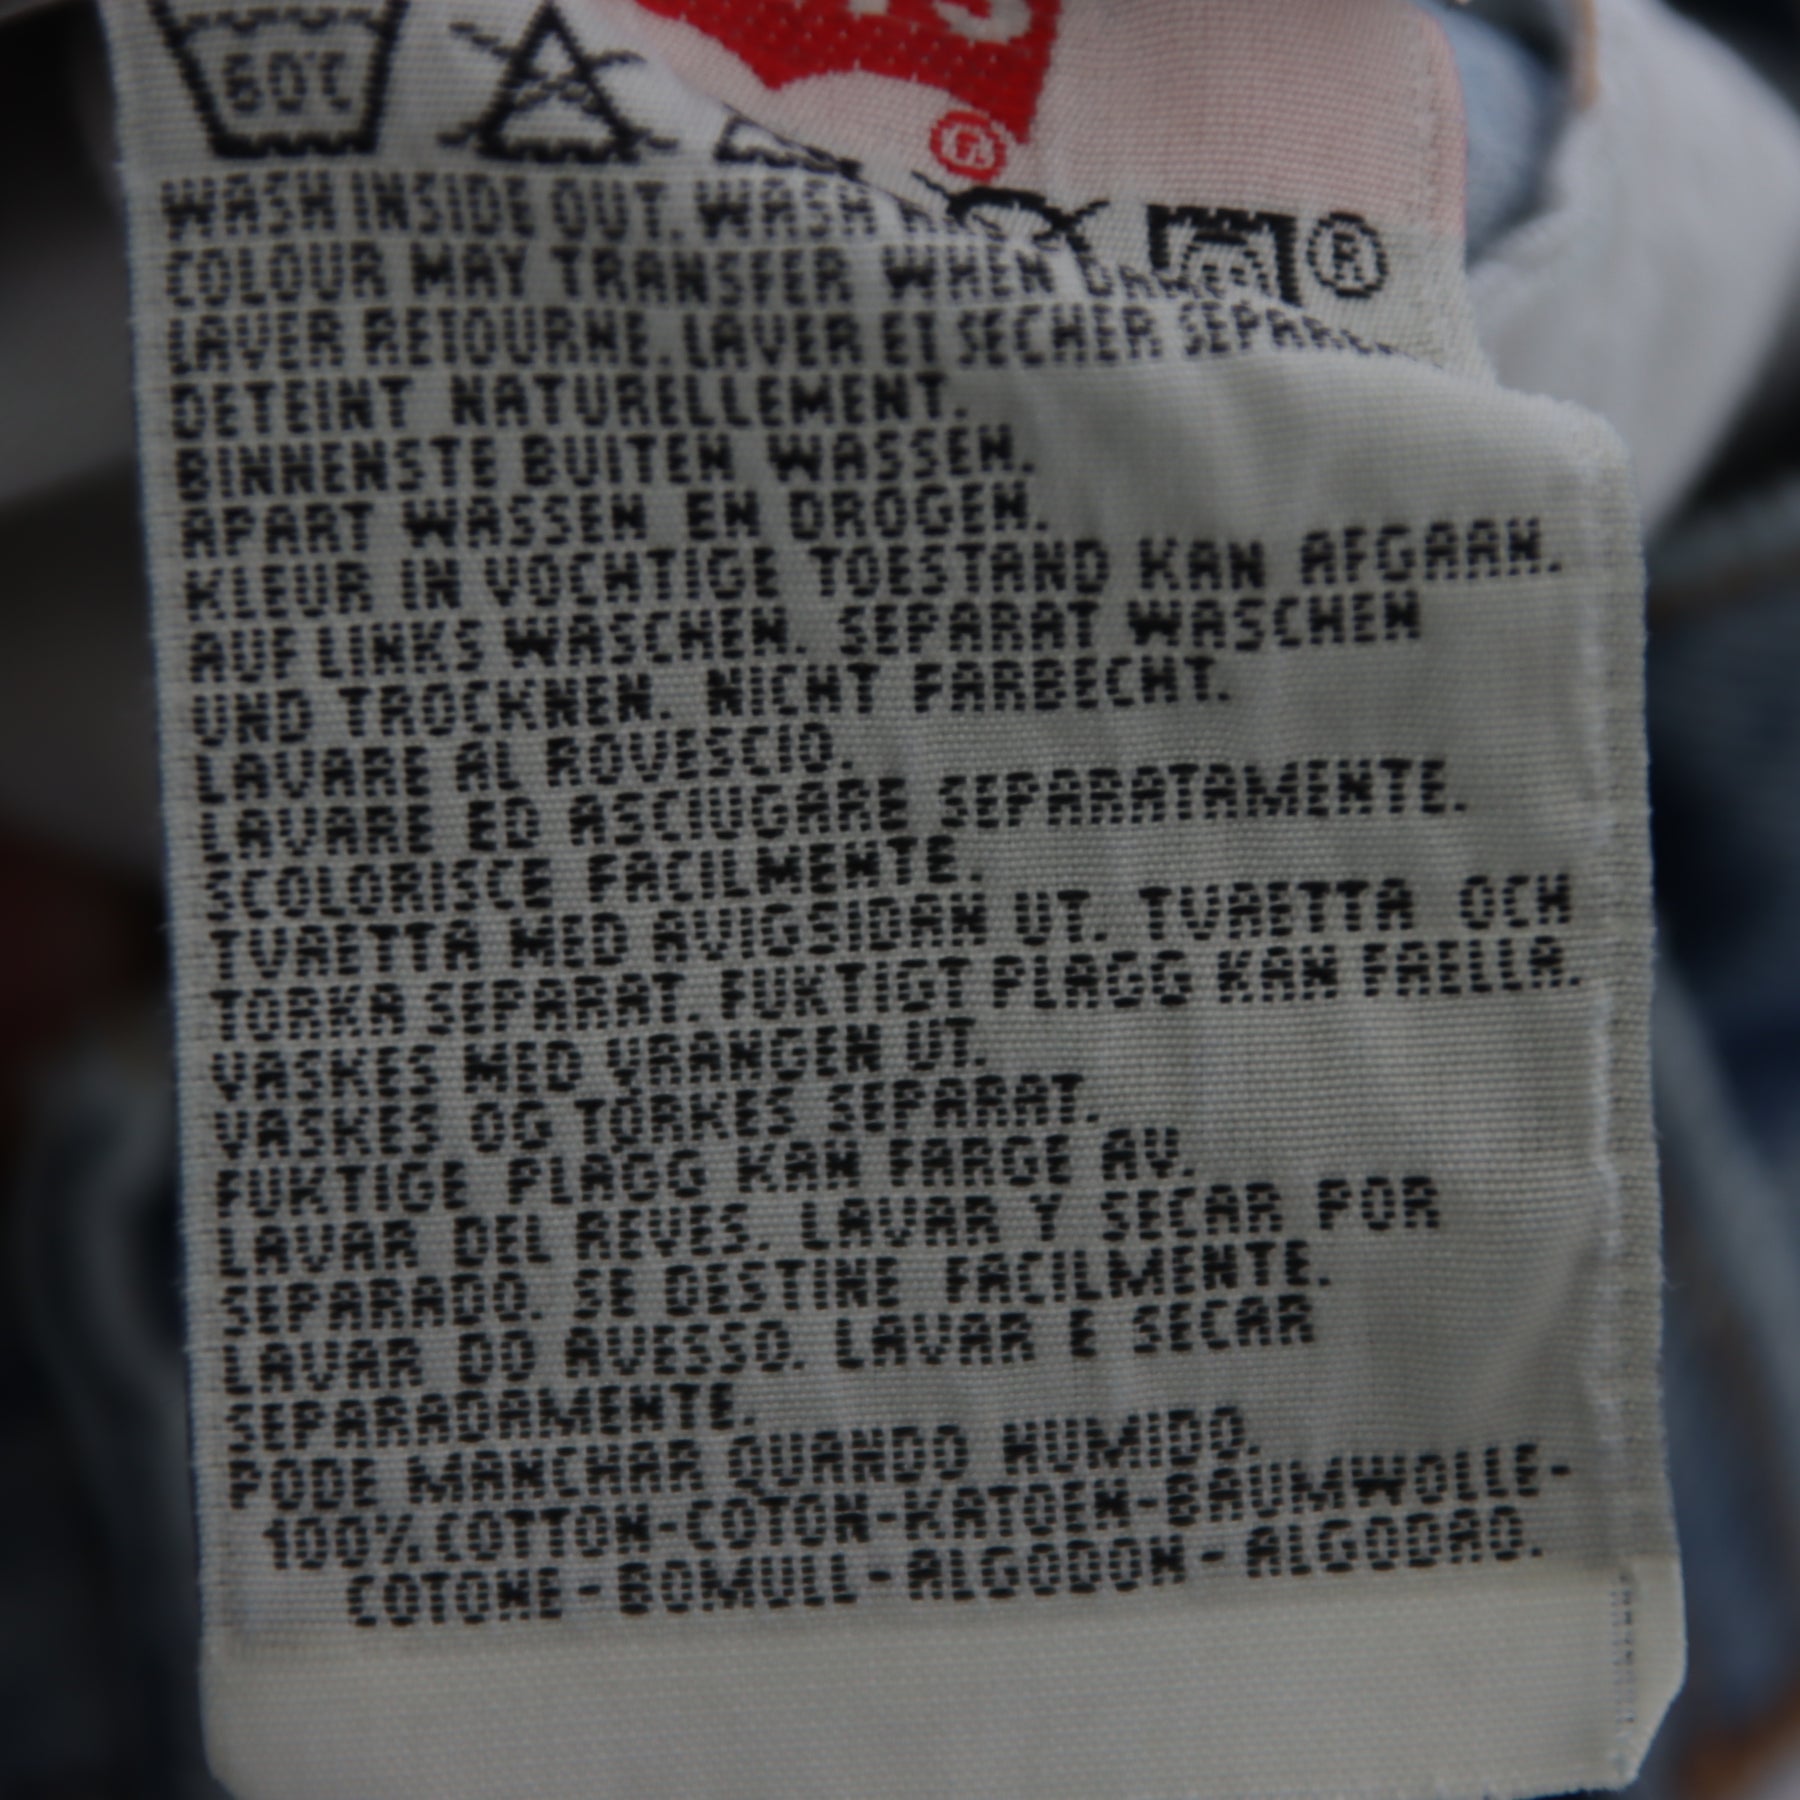 60°C
®
®
WASH INSIDE OUT. WASH
COLOUR MAY TRANSFER WHEN
LAVER RETOURNE. LAVER ET SECHER
DETEINT NATURELLEMENT.
BINNENSTE BUITEN WASSEN.
APART WASSEN EN DROGEN.
KLEUR IN VOCHTIGE TOESTAND KAN AFGAAN.
AUF LINKS WASCHEN. SEPARAT WASCHEN
UND TROCKNEN. NICHT FARBECHT.
LAVARE AL ROVESCIO.
LAVARE ED ASCIUGARE SEPARATAMENTE.
SCOLORISCE FACILMENTE.
TVAETTA MED AVIGSIDAN UT. TVAETTA OCH
TORKA SEPARAT. FUKTIGT PLAGG KAN FAELLA.
VASKES MED VRANGEN UT.
VASKES OG TØRKES SEPARAT.
FUKTIGE PLAGG KAN FARGE AV.
LAVAR DEL REVES. LAVAR Y SECAR POR
SEPARADO. SE DESTINE FACILMENTE.
LAVAR DO AVESSO. LAVAR E SECAR
SEPARADAMENTE.
PODE MANCHAR QUANDO HUMIDO.
100% COTTON-COTON-KATOEN-BAUMWOLLE-
COTONE-BOMULL-ALGODON-ALGODAO.